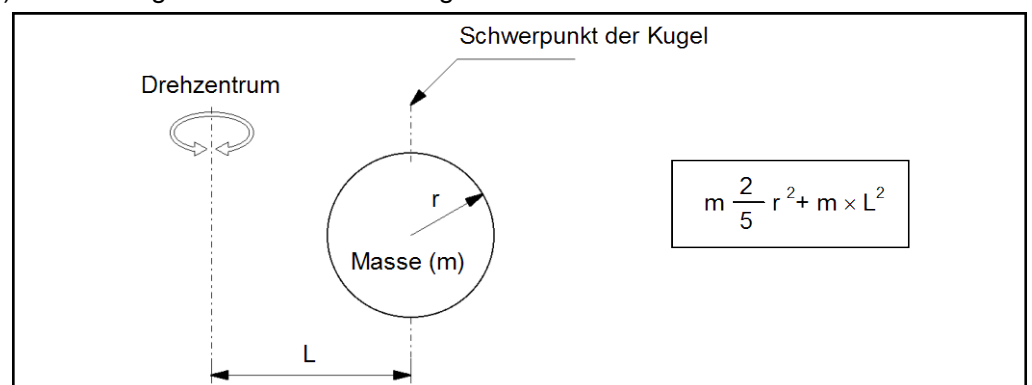 Schwerpunkt der Kugel
Drehzentrum
r
m 2/5 r² + m × L²
Masse (m)
L